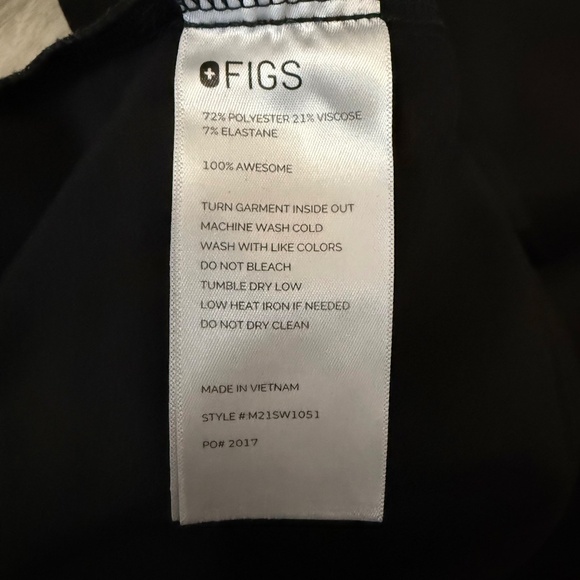 FIGS
72% POLYESTER 21% VISCOSE
7% ELASTANE
100% AWESOME
TURN GARMENT INSIDE OUT
MACHINE WASH COLD
WASH WITH LIKE COLORS
DO NOT BLEACH
TUMBLE DRY LOW
LOW HEAT IRON IF NEEDED
DO NOT DRY CLEAN
MADE IN VIETNAM
STYLE #:M21SW1051
PO# 2017